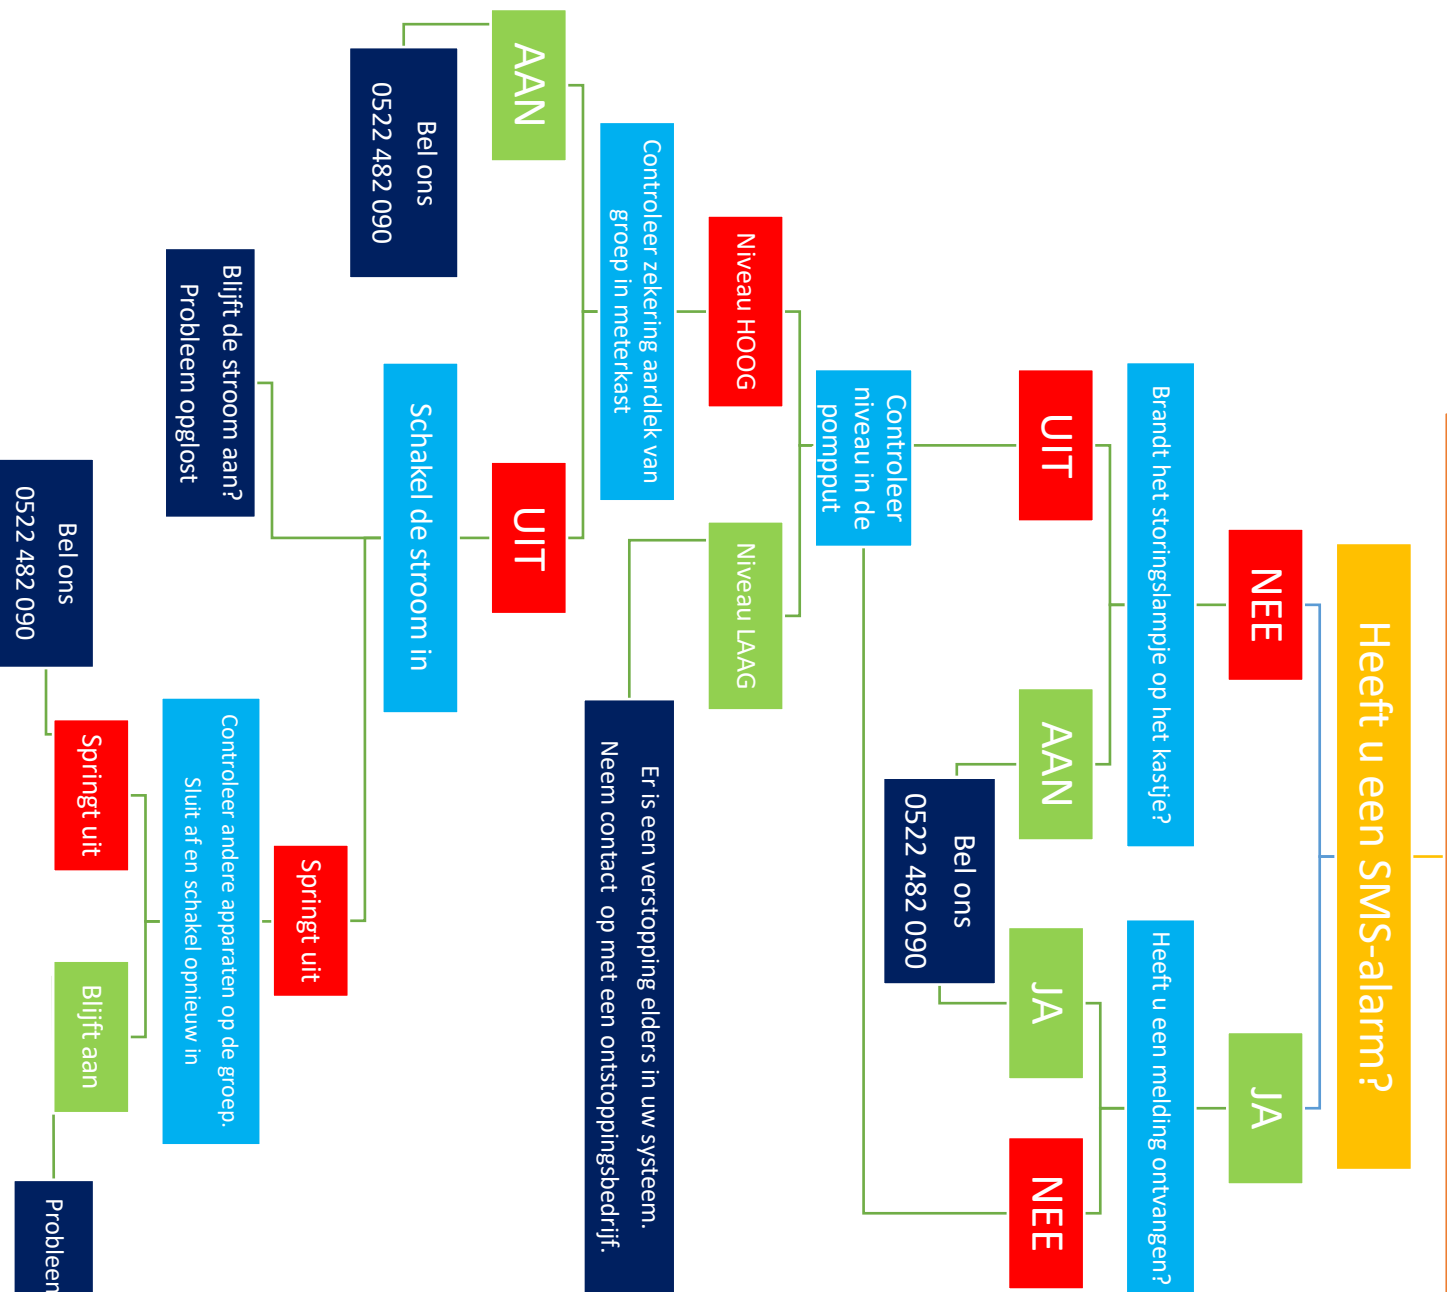 Heeft u een SMS-alarm?
NEE
JA
Brandt het storingslampje op het kastje?
Heeft u een melding ontvangen?
UIT
AAN
JA
NEE
Bel ons
0522 482 090
Controleer
niveau in de
pompput
Niveau HOOG
Niveau LAAG
Controleer zekering aardlek van
groep in meterkast
Er is een verstopping elders in uw systeem.
Neem contact op met een ontstoppingsbedrijf.
AAN
UIT
Bel ons
0522 482 090
Schakel de stroom in
Blijft de stroom aan?
Probleem opglost
Springt uit
Controleer andere apparaten op de groep.
Sluit af en schakel opnieuw in
Springt uit
Blijft aan
Bel ons
0522 482 090